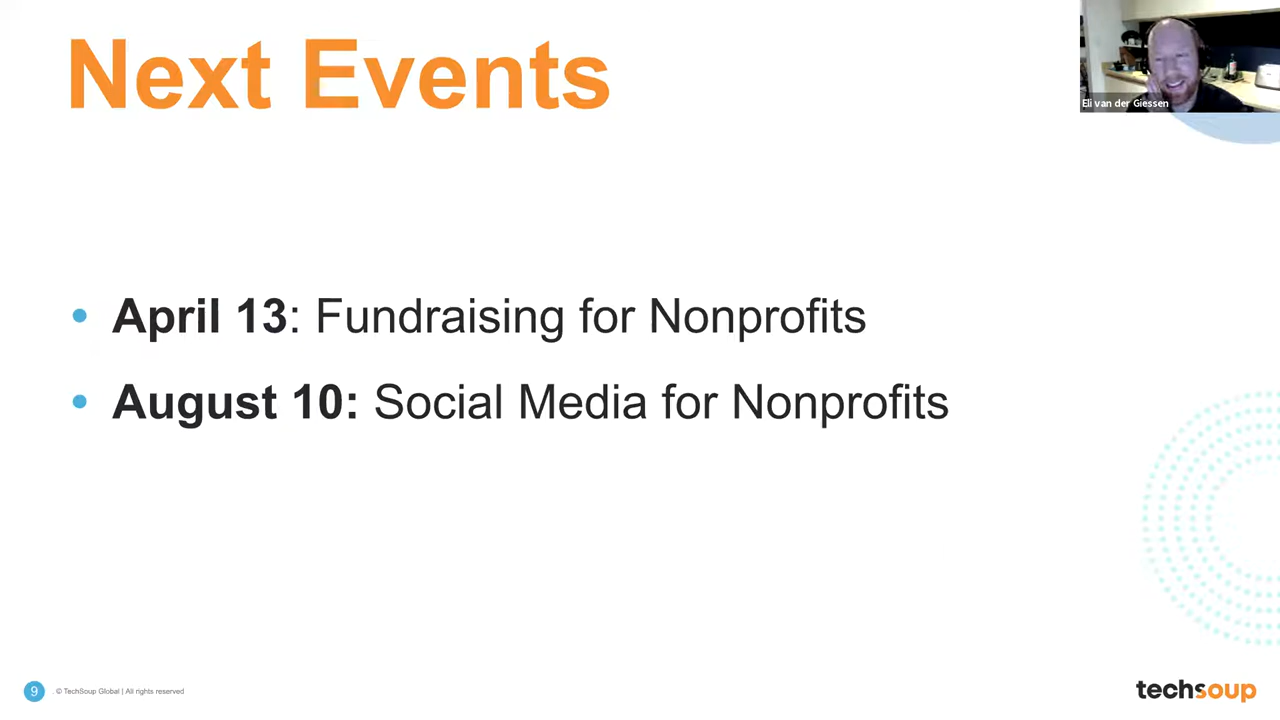 Next Events
Eli van der Giessen
• April 13: Fundraising for Nonprofits
• August 10: Social Media for Nonprofits
9 . © TechSoup Global | All rights reserved
techsoup